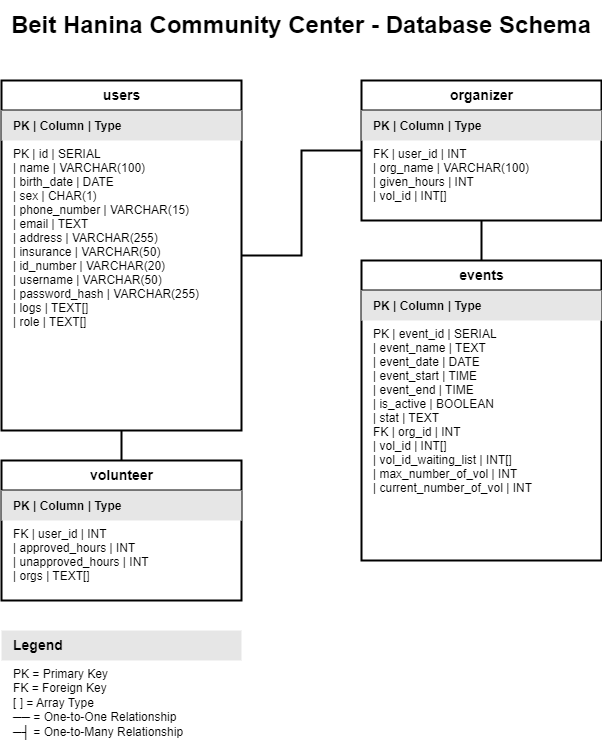 Beit Hanina Community Center - Database Schema
users
PK | Column | Type
PK | id | SERIAL
| name | VARCHAR(100)
| birth_date | DATE
| sex | CHAR(1)
| phone_number | VARCHAR(15)
| email | TEXT
| address | VARCHAR(255)
| insurance | VARCHAR(50)
| id_number | VARCHAR(20)
| username | VARCHAR(50)
| password_hash | VARCHAR(255)
| logs | TEXT[]
| role | TEXT[]
organizer
PK | Column | Type
FK | user_id | INT
| org_name | VARCHAR(100)
| given_hours | INT
| vol_id | INT[]
events
PK | Column | Type
PK | event_id | SERIAL
| event_name | TEXT
| event_date | DATE
| event_start | TIME
| event_end | TIME
| is_active | BOOLEAN
| stat | TEXT
FK | org_id | INT
| vol_id | INT[]
| vol_id_waiting_list | INT[]
| max_number_of_vol | INT
| current_number_of_vol | INT
volunteer
PK | Column | Type
FK | user_id | INT
| approved_hours | INT
| unapproved_hours | INT
| orgs | TEXT[]
Legend
PK = Primary Key
FK = Foreign Key
[ ] = Array Type
── = One-to-One Relationship
─┤ = One-to-Many Relationship